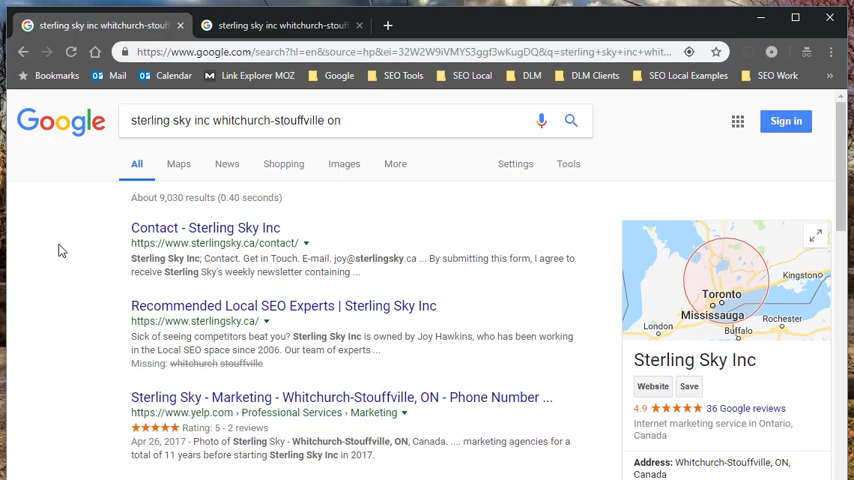 sterling sky inc whitchurch-stouf
sterling sky inc whitchurch-stouf
https://www.google.com/search?hl=en&source=hp&ei=32W2W9iVMYS3ggf3wKugDQ&q=sterling+sky+inc+whit...
Bookmarks Mail Calendar Link Explorer MOZ Google SEO Tools SEO Local DLM DLM Clients SEO Local Examples SEO Work »
Google
sterling sky inc whitchurch-stouffville on
Sign in
All Maps News Shopping Images More Settings Tools
About 9,030 results (0.40 seconds)
Contact - Sterling Sky Inc
https://www.sterlingsky.ca/contact/
Sterling Sky Inc; Contact. Get in Touch. E-mail. joy@sterlingsky.ca ... By submitting this form, I agree to
receive Sterling Sky's weekly newsletter containing ...
Recommended Local SEO Experts | Sterling Sky Inc
https://www.sterlingsky.ca/
Sick of seeing competitors beat you? Sterling Sky Inc is owned by Joy Hawkins, who has been working
in the Local SEO space since 2006. Our team of experts ...
Missing: whitchurch stouffville
Sterling Sky - Marketing - Whitchurch-Stouffville, ON - Phone Number ...
https://www.yelp.com › Professional Services › Marketing
Rating: 5 - 2 reviews
Apr 26, 2017 - Photo of Sterling Sky - Whitchurch-Stouffville, ON, Canada. .... marketing agencies for a
total of 11 years before starting Sterling Sky Inc in 2017.
Kingston
Toronto
Mississauga
Rochester
London
Buffalo
Sterling Sky Inc
Website Save
4.9 36 Google reviews
Internet marketing service in Ontario,
Canada
Address: Whitchurch-Stouffville, ON,
Canada